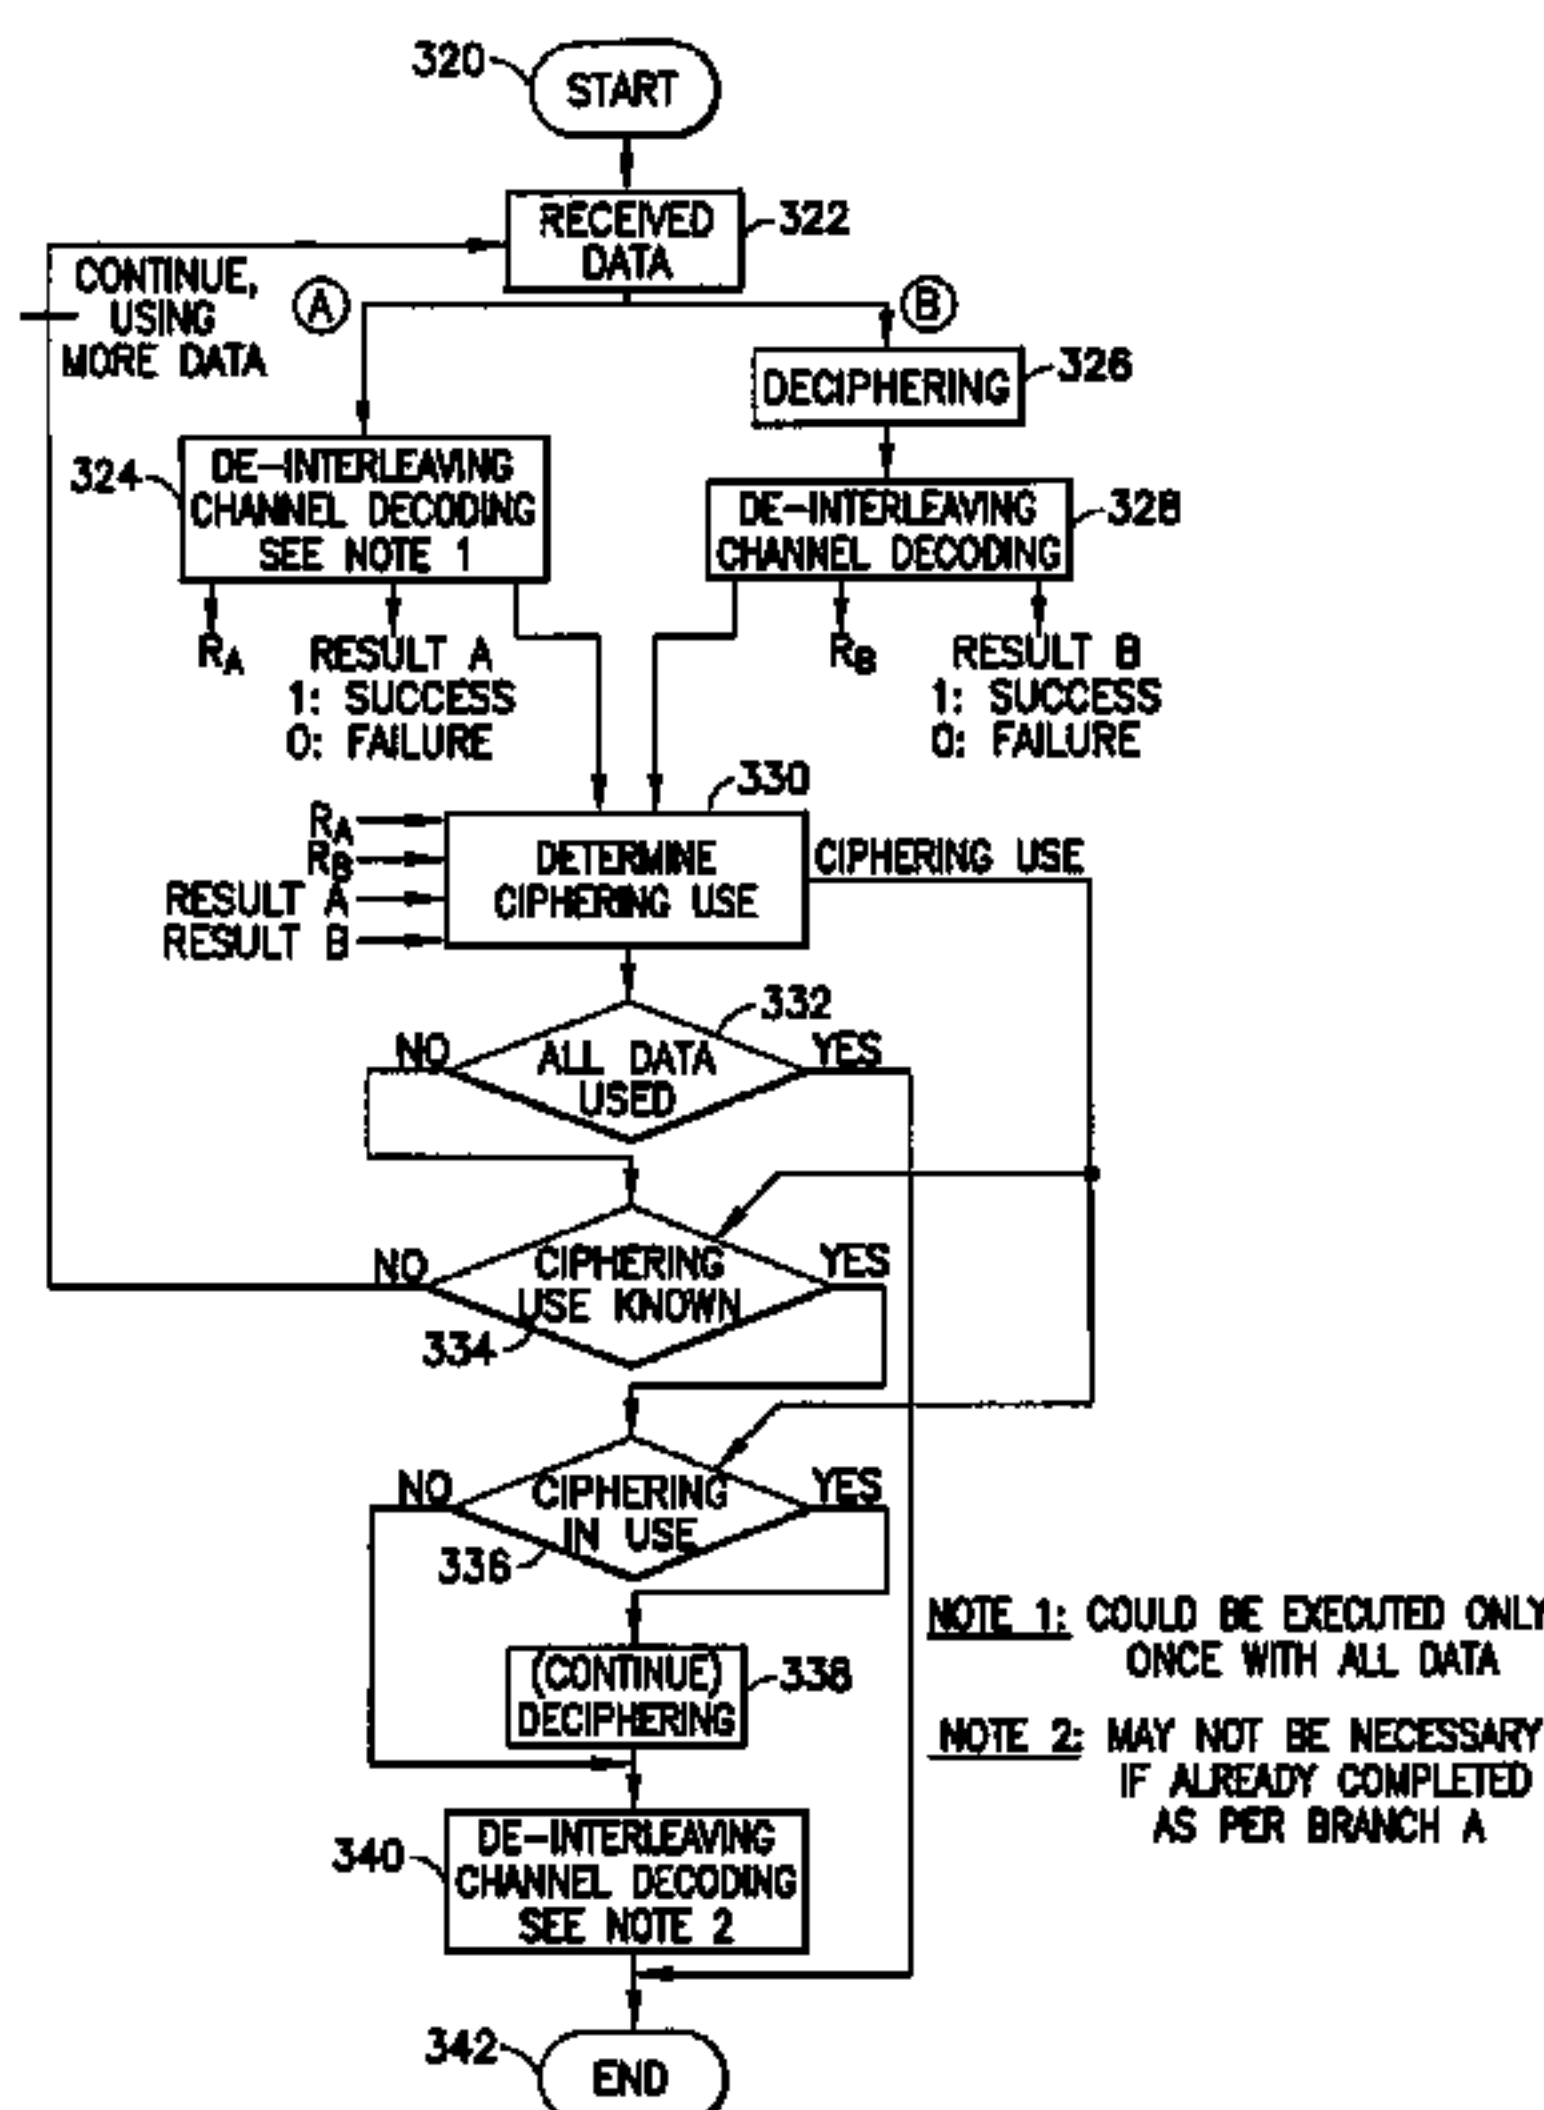 320
START
RECEIVED
DATA
322
CONTINUE,
USING
MORE DATA
A
B
DECIPHERING
326
324
DE-INTERLEAVING
CHANNEL DECODING
SEE NOTE 1
DE-INTERLEAVING
CHANNEL DECODING
328
RA
RESULT A
1: SUCCESS
0: FAILURE
RB
RESULT B
1: SUCCESS
0: FAILURE
330
RA
RB
RESULT A
RESULT B
DETERMINE
CIPHERING USE
CIPHERING USE
332
NO
ALL DATA
USED
YES
NO
CIPHERING
USE KNOWN
YES
334
NO
CIPHERING
IN USE
YES
336
(CONTINUE)
DECIPHERING
338
NOTE 1: COULD BE EXECUTED ONLY
ONCE WITH ALL DATA
NOTE 2: MAY NOT BE NECESSARY
IF ALREADY COMPLETED
AS PER BRANCH A
340
DE-INTERLEAVING
CHANNEL DECODING
SEE NOTE 2
342
END